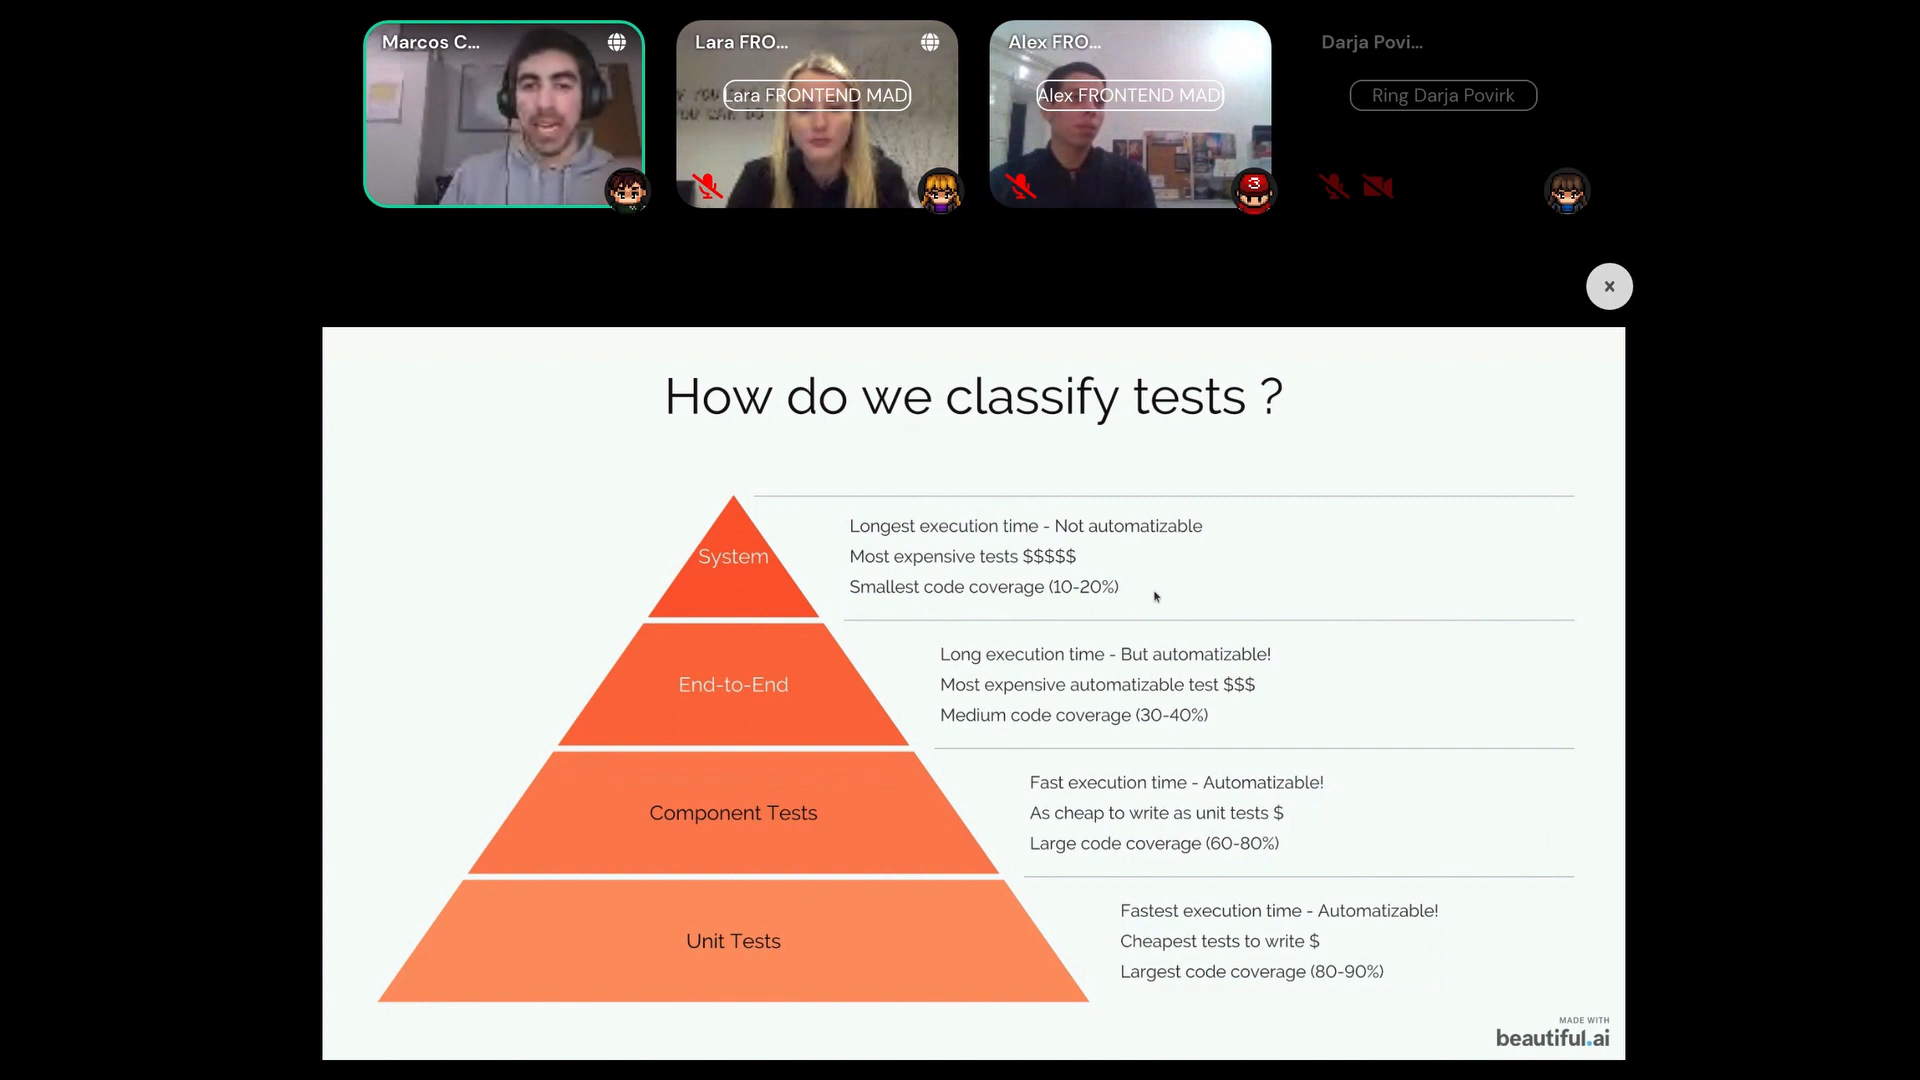 Marcos C...
Lara FRO...
Alex FRO...
Darja Povi...
Lara FRONTEND MAD
Alex FRONTEND MAD
Ring Darja Povirk
3
x
How do we classify tests ?
System
Longest execution time - Not automatizable
Most expensive tests $$$$$
Smallest code coverage (10-20%)
End-to-End
Long execution time - But automatizable!
Most expensive automatizable test $$$
Medium code coverage (30-40%)
Component Tests
Fast execution time - Automatizable!
As cheap to write as unit tests $
Large code coverage (60-80%)
Unit Tests
Fastest execution time - Automatizable!
Cheapest tests to write $
Largest code coverage (80-90%)
MADE WITH
beautiful.ai